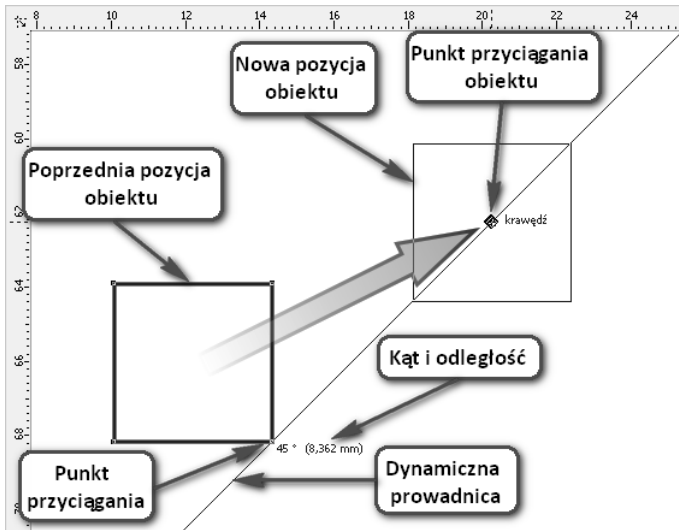 8 10 12 14 16 18 20 22 24
58
60
62
64
66
68
Nowa pozycja
obiektu
Punkt przyciągania
obiektu
Poprzednia pozycja
obiektu
krawędź
Kąt i odległość
45 ° (8,362 mm)
Punkt
przyciągania
Dynamiczna
prowadnica